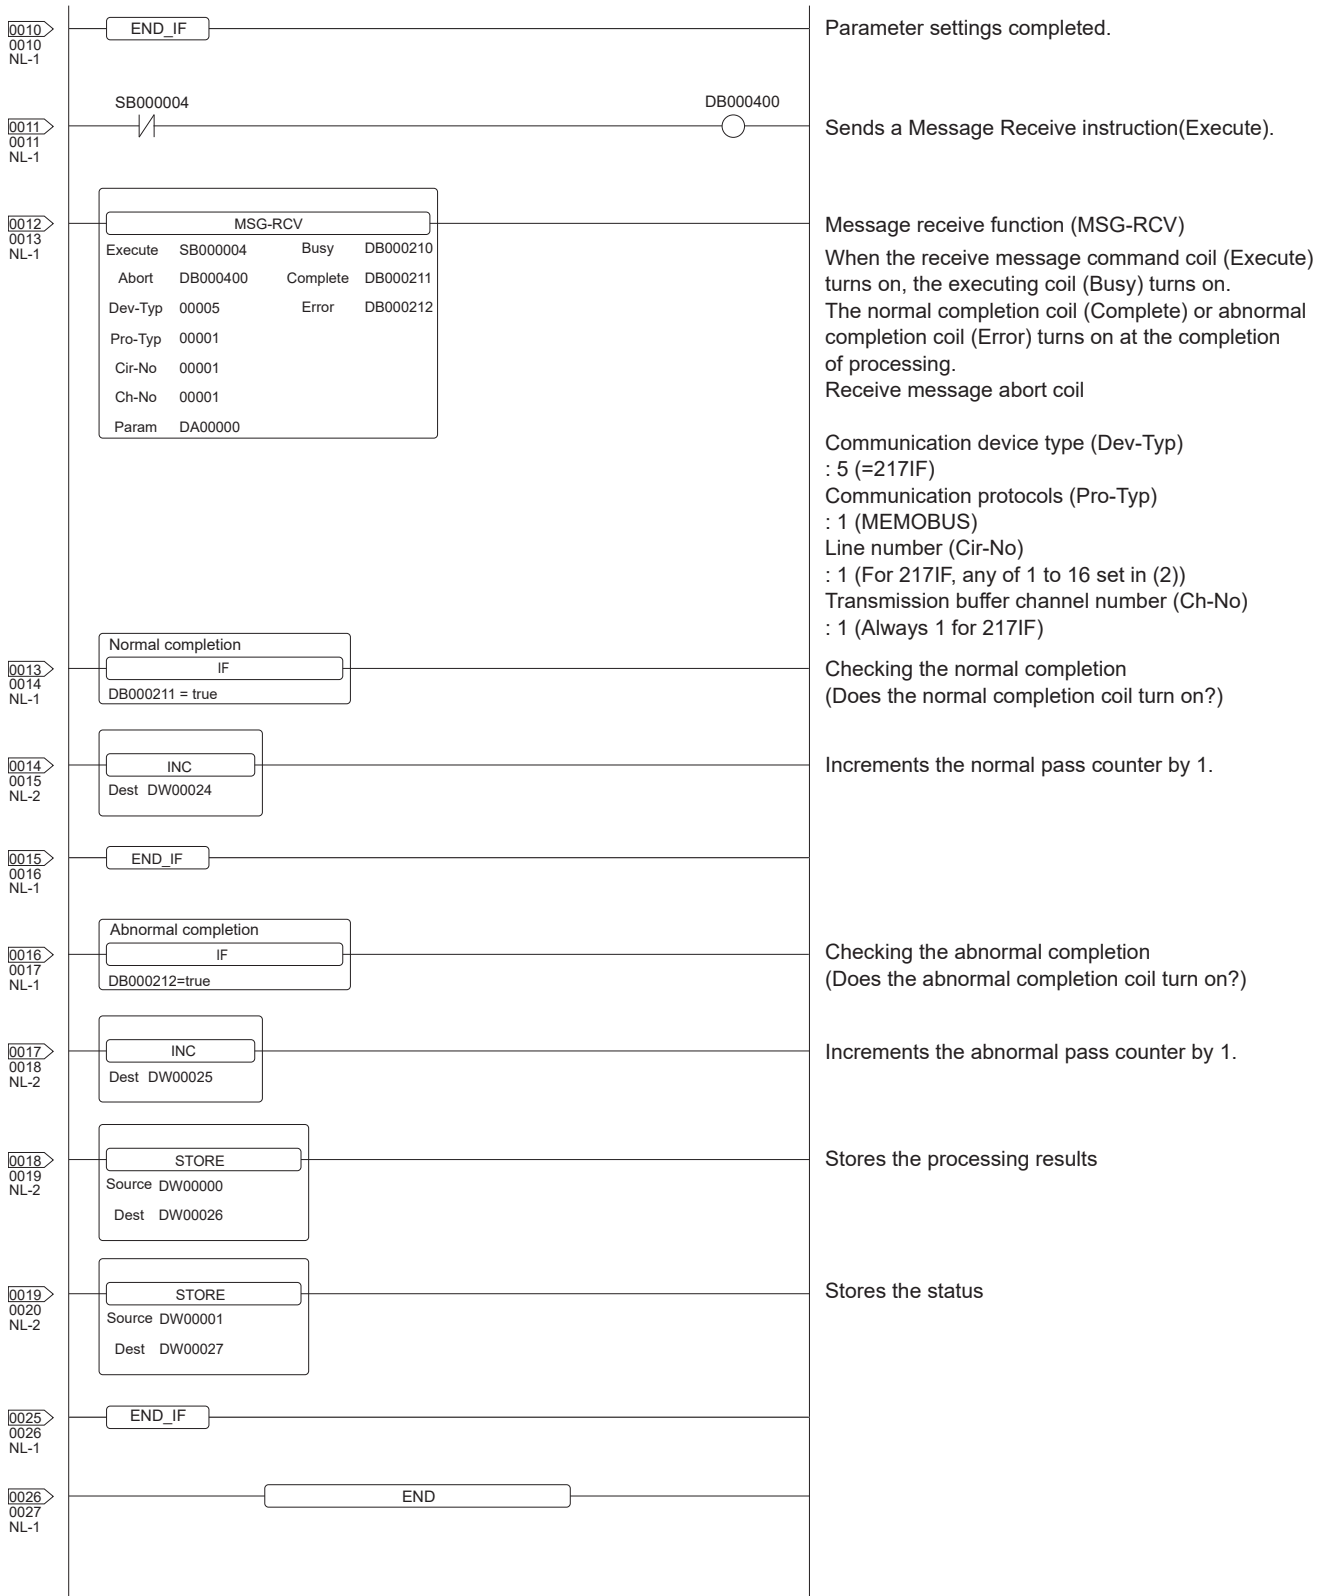 0010
0010
NL-1
END_IF
Parameter settings completed.
SB000004
DB000400
0011
0011
NL-1
Sends a Message Receive instruction(Execute).
0012
0013
NL-1
MSG-RCV
Execute SB000004 Busy DB000210
Abort DB000400 Complete DB000211
Dev-Typ 00005 Error DB000212
Pro-Typ 00001
Cir-No 00001
Ch-No 00001
Param DA00000
Message receive function (MSG-RCV)
When the receive message command coil (Execute)
turns on, the executing coil (Busy) turns on.
The normal completion coil (Complete) or abnormal
completion coil (Error) turns on at the completion
of processing.
Receive message abort coil
Communication device type (Dev-Typ)
: 5 (=217IF)
Communication protocols (Pro-Typ)
: 1 (MEMOBUS)
Line number (Cir-No)
: 1 (For 217IF, any of 1 to 16 set in (2))
Transmission buffer channel number (Ch-No)
: 1 (Always 1 for 217IF)
0013
0014
NL-1
Normal completion
IF
DB000211 = true
Checking the normal completion
(Does the normal completion coil turn on?)
0014
0015
NL-2
INC
Dest DW00024
Increments the normal pass counter by 1.
0015
0016
NL-1
END_IF
0016
0017
NL-1
Abnormal completion
IF
DB000212=true
Checking the abnormal completion
(Does the abnormal completion coil turn on?)
0017
0018
NL-2
INC
Dest DW00025
Increments the abnormal pass counter by 1.
0018
0019
NL-2
STORE
Source DW00000
Dest DW00026
Stores the processing results
0019
0020
NL-2
STORE
Source DW00001
Dest DW00027
Stores the status
0025
0026
NL-1
END_IF
0026
0027
NL-1
END